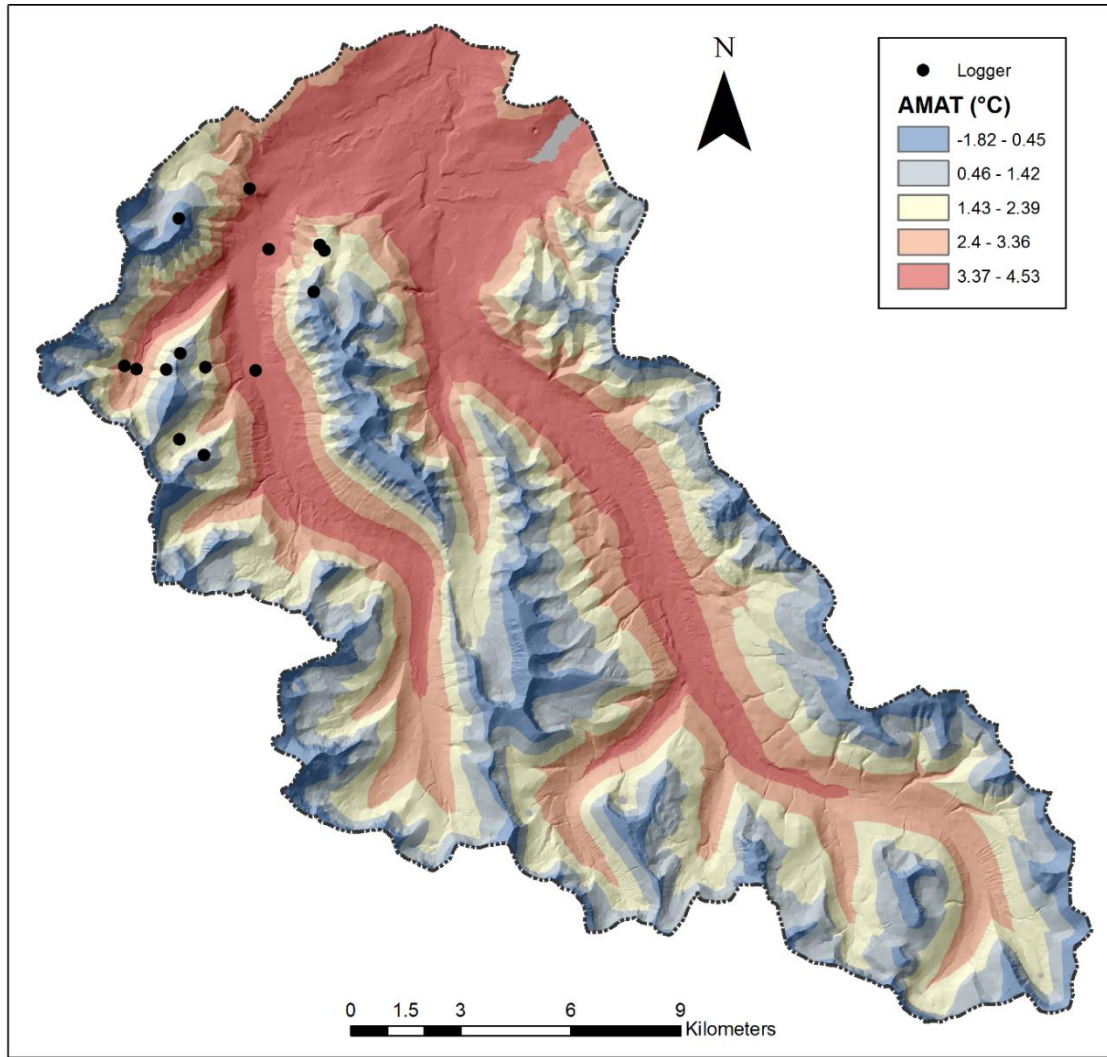 N
Logger
AMAT (°C)
-1.82 - 0.45
0.46 - 1.42
1.43 - 2.39
2.4 - 3.36
3.37 - 4.53
0 1.5 3 6 9
Kilometers